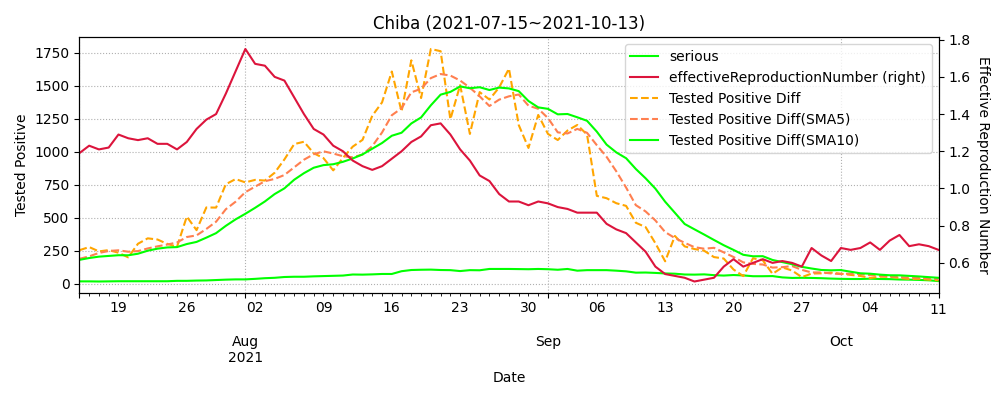 Chiba (2021-07-15~2021-10-13)
serious
effectiveReproductionNumber (right)
Tested Positive Diff
Tested Positive Diff(SMA5)
Tested Positive Diff(SMA10)
Tested Positive
1750
1500
1250
1000
750
500
250
0
1.8
1.6
1.4
1.2
1.0
0.8
0.6
Effective Reproduction Number
19 26 02 09 16 23 30 06 13 20 27 04 11
Aug Sep Oct
2021
Date